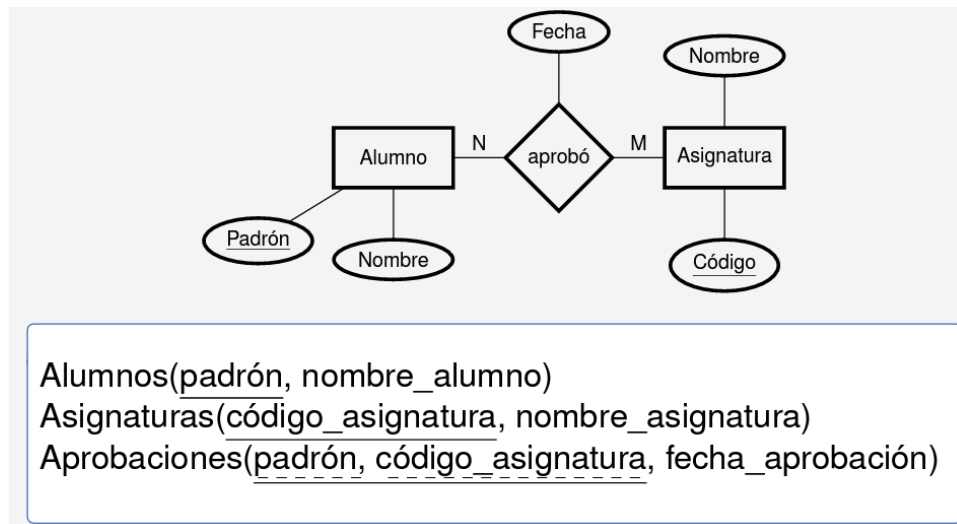 Fecha
Nombre
N
M
Alumno
aprobó
Asignatura
Padrón
Nombre
Código
Alumnos(padrón, nombre_alumno)
Asignaturas(código_asignatura, nombre_asignatura)
Aprobaciones(padrón, código_asignatura, fecha_aprobación)